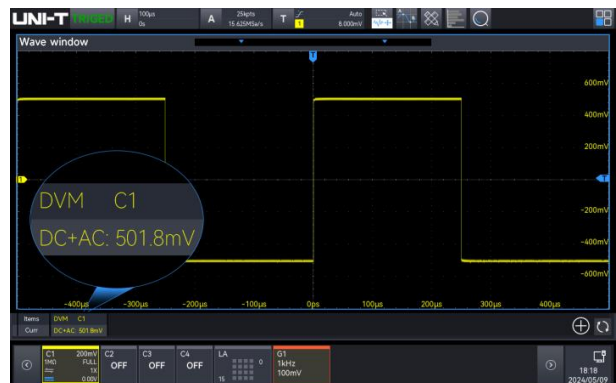 UNI-T TRIGED H 100μs 0s A 25kpts 15.625MSa/s T 1 Auto 8.000mV
Wave window
T
600mV
400mV
200mV
1
T
-200mV
-400mV
-600mV
DVM C1
DC+AC: 501.8mV
-400μs -300μs -200μs -100μs 0ps 100μs 200μs 300μs 400μs
Items DVM C1
Curr DC+AC: 501.8mV
C1 200mV
1MΩ FULL
1X
0.00V
C2 OFF
C3 OFF
C4 OFF
LA 0
15
G1
1kHz
100mV
18:18
2024/05/09